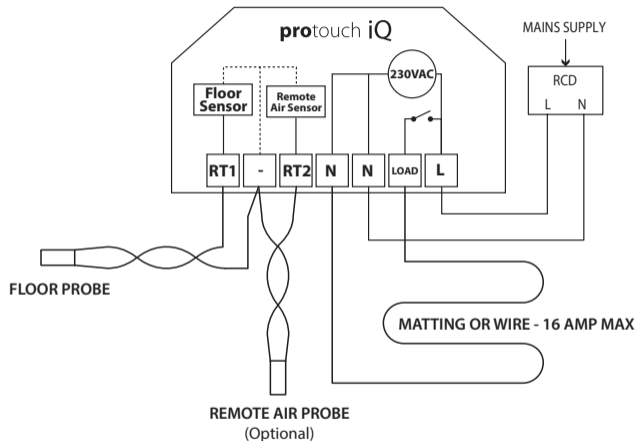 protouch iQ
MAINS SUPPLY
230VAC
RCD
L N
Floor
Sensor
Remote
Air Sensor
RT1 - RT2 N N LOAD L
FLOOR PROBE
MATTING OR WIRE - 16 AMP MAX
REMOTE AIR PROBE
(Optional)